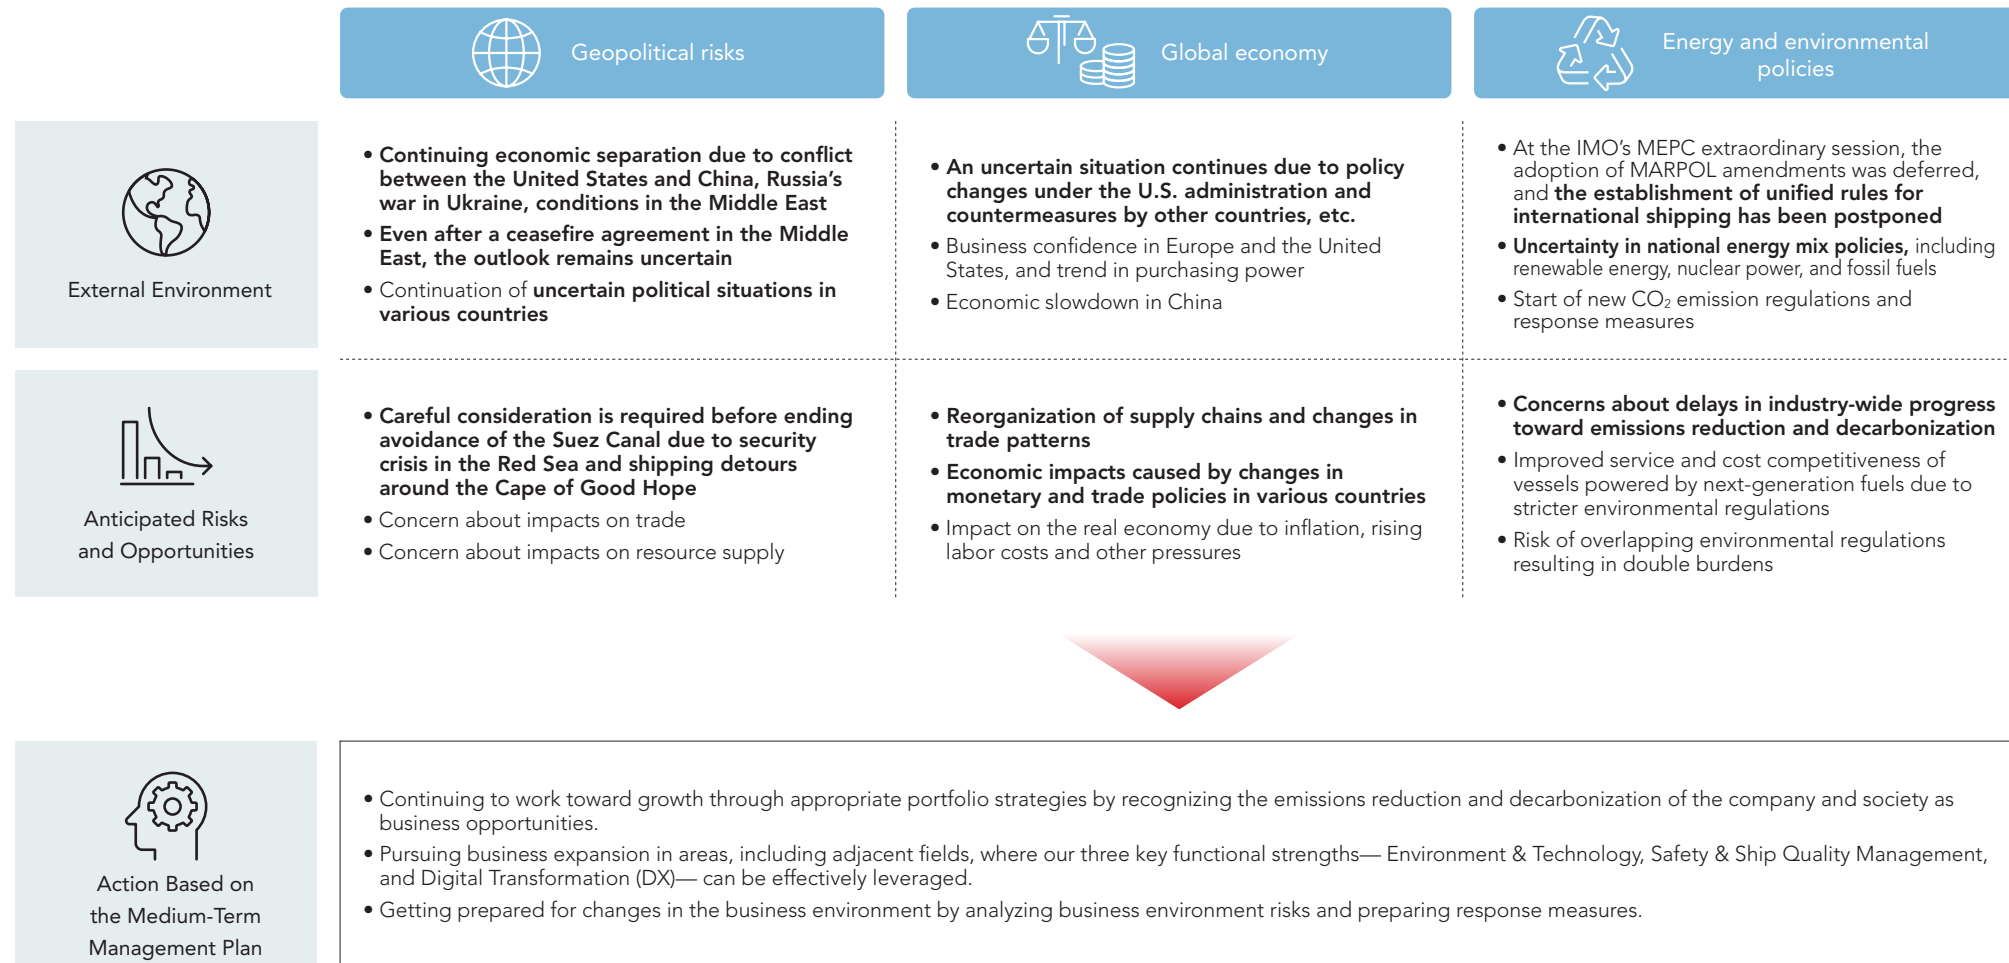 Geopolitical risks
Global economy
Energy and environmental
policies
External Environment
• Continuing economic separation due to conflict
between the United States and China, Russia’s
war in Ukraine, conditions in the Middle East
• Even after a ceasefire agreement in the Middle
East, the outlook remains uncertain
• Continuation of uncertain political situations in
various countries
• An uncertain situation continues due to policy
changes under the U.S. administration and
countermeasures by other countries, etc.
• Business confidence in Europe and the United
States, and trend in purchasing power
• Economic slowdown in China
• At the IMO’s MEPC extraordinary session, the
adoption of MARPOL amendments was deferred,
and the establishment of unified rules for
international shipping has been postponed
• Uncertainty in national energy mix policies, including
renewable energy, nuclear power, and fossil fuels
• Start of new CO₂ emission regulations and
response measures
Anticipated Risks
and Opportunities
• Careful consideration is required before ending
avoidance of the Suez Canal due to security
crisis in the Red Sea and shipping detours
around the Cape of Good Hope
• Concern about impacts on trade
• Concern about impacts on resource supply
• Reorganization of supply chains and changes in
trade patterns
• Economic impacts caused by changes in
monetary and trade policies in various countries
• Impact on the real economy due to inflation, rising
labor costs and other pressures
• Concerns about delays in industry-wide progress
toward emissions reduction and decarbonization
• Improved service and cost competitiveness of
vessels powered by next-generation fuels due to
stricter environmental regulations
• Risk of overlapping environmental regulations
resulting in double burdens
Action Based on
the Medium-Term
Management Plan
• Continuing to work toward growth through appropriate portfolio strategies by recognizing the emissions reduction and decarbonization of the company and society as
business opportunities.
• Pursuing business expansion in areas, including adjacent fields, where our three key functional strengths— Environment & Technology, Safety & Ship Quality Management,
and Digital Transformation (DX)— can be effectively leveraged.
• Getting prepared for changes in the business environment by analyzing business environment risks and preparing response measures.